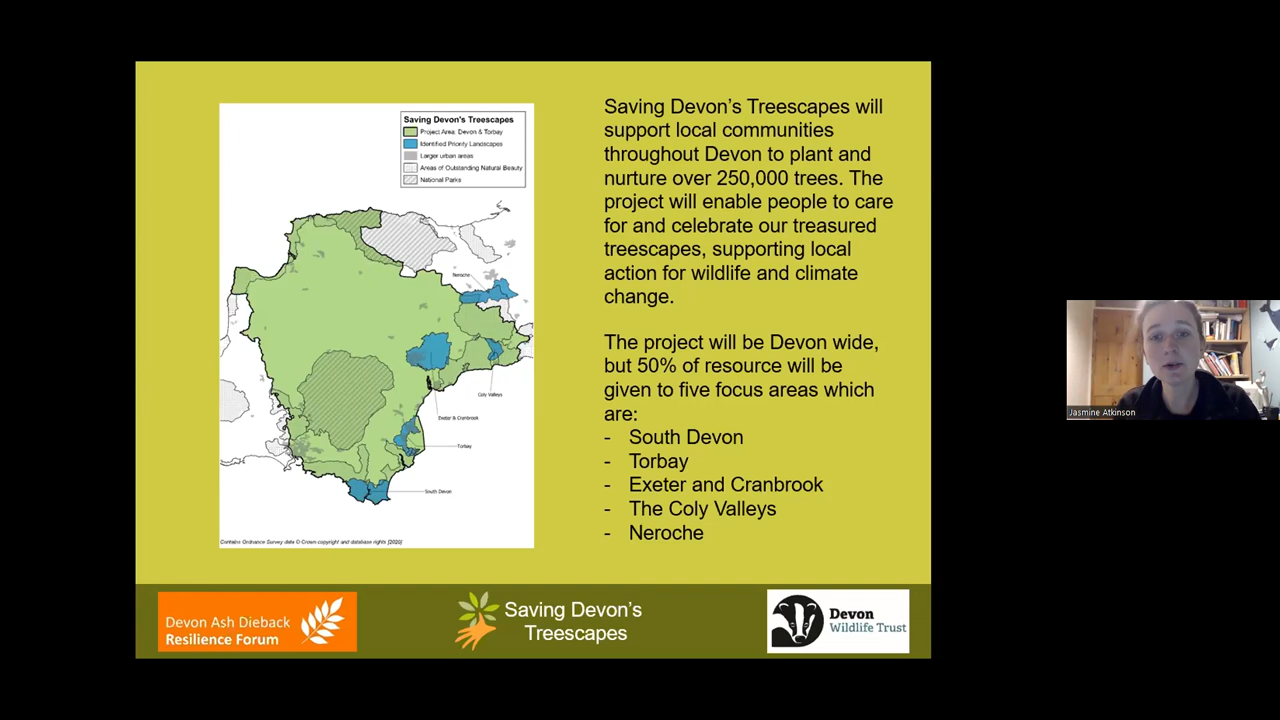 Saving Devon's Treescapes
Project Area: Devon & Torbay
Identified Priority Landscapes
Larger urban areas
Areas of Outstanding Natural Beauty
National Parks
Neroche
Coly Valleys
Exeter & Cranbrook
Torbay
South Devon
Contains Ordnance Survey data © Crown copyright and database rights [2020]
Saving Devon's Treescapes will
support local communities
throughout Devon to plant and
nurture over 250,000 trees. The
project will enable people to care
for and celebrate our treasured
treescapes, supporting local
action for wildlife and climate
change.
The project will be Devon wide,
but 50% of resource will be
given to five focus areas which
are:
- South Devon
- Torbay
- Exeter and Cranbrook
- The Coly Valleys
- Neroche
Jasmine Atkinson
Devon Ash Dieback
Resilience Forum
Saving Devon's
Treescapes
Devon
Wildlife Trust